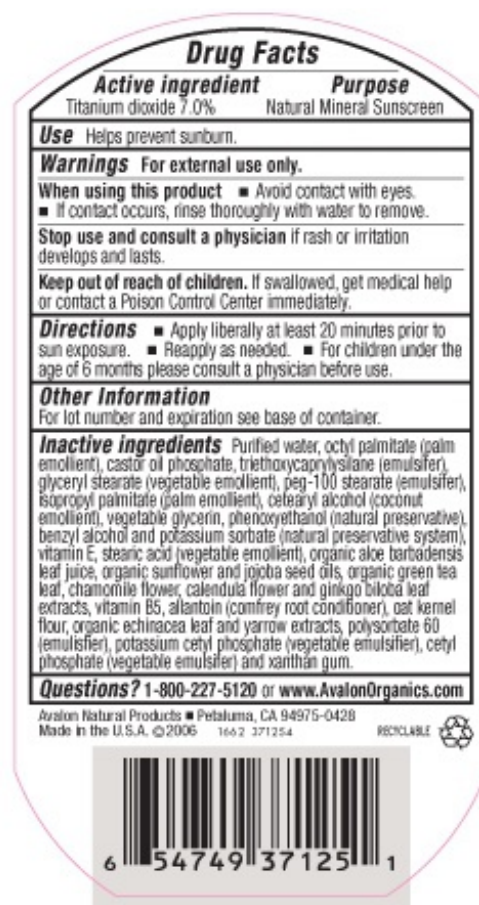 Drug Facts
Active ingredient Purpose
Titanium dioxide 7.0% Natural Mineral Sunscreen
Use Helps prevent sunburn.
Warnings For external use only.
When using this product ■ Avoid contact with eyes.
■ If contact occurs, rinse thoroughly with water to remove.
Stop use and consult a physician if rash or irritation
develops and lasts.
Keep out of reach of children. If swallowed, get medical help
or contact a Poison Control Center immediately.
Directions ■ Apply liberally at least 20 minutes prior to
sun exposure. ■ Reapply as needed. ■ For children under the
age of 6 months please consult a physician before use.
Other Information
For lot number and expiration see base of container.
Inactive ingredients Purified water, octyl palmitate (palm
emollient), castor oil phosphate, triethoxycaprylsilane (emulsifer),
glyceryl stearate (vegetable emollient), peg-100 stearate (emulsifer),
isopropyl palmitate (palm emollient), cetearyl alcohol (coconut
emollient), vegetable glycerin, phenoxyethanol (natural preservative),
benzyl alcohol and potassium sorbate (natural preservative system),
vitamin E, stearic acid (vegetable emollient), organic aloe barbadensis
leaf juice, organic sunflower and jojoba seed oils, organic green tea
leaf, chamomile flower, calendula flower and ginkgo biloba leaf
extracts, vitamin B5, allantoin (comfrey root conditioner), oat kernel
flour, organic echinacea leaf and yarrow extracts, polysorbate 60
(emulisfier), potassium cetyl phosphate (vegetable emulsifier), cetyl
phosphate (vegetable emulsifer) and xanthan gum.
Questions? 1-800-227-5120 or www.AvalonOrganics.com
Avalon Natural Products ■ Petaluma, CA 94975-0428
Made in the U.S.A. ©2006 1662 371254 RECYCLABLE
6 54749 37125 1